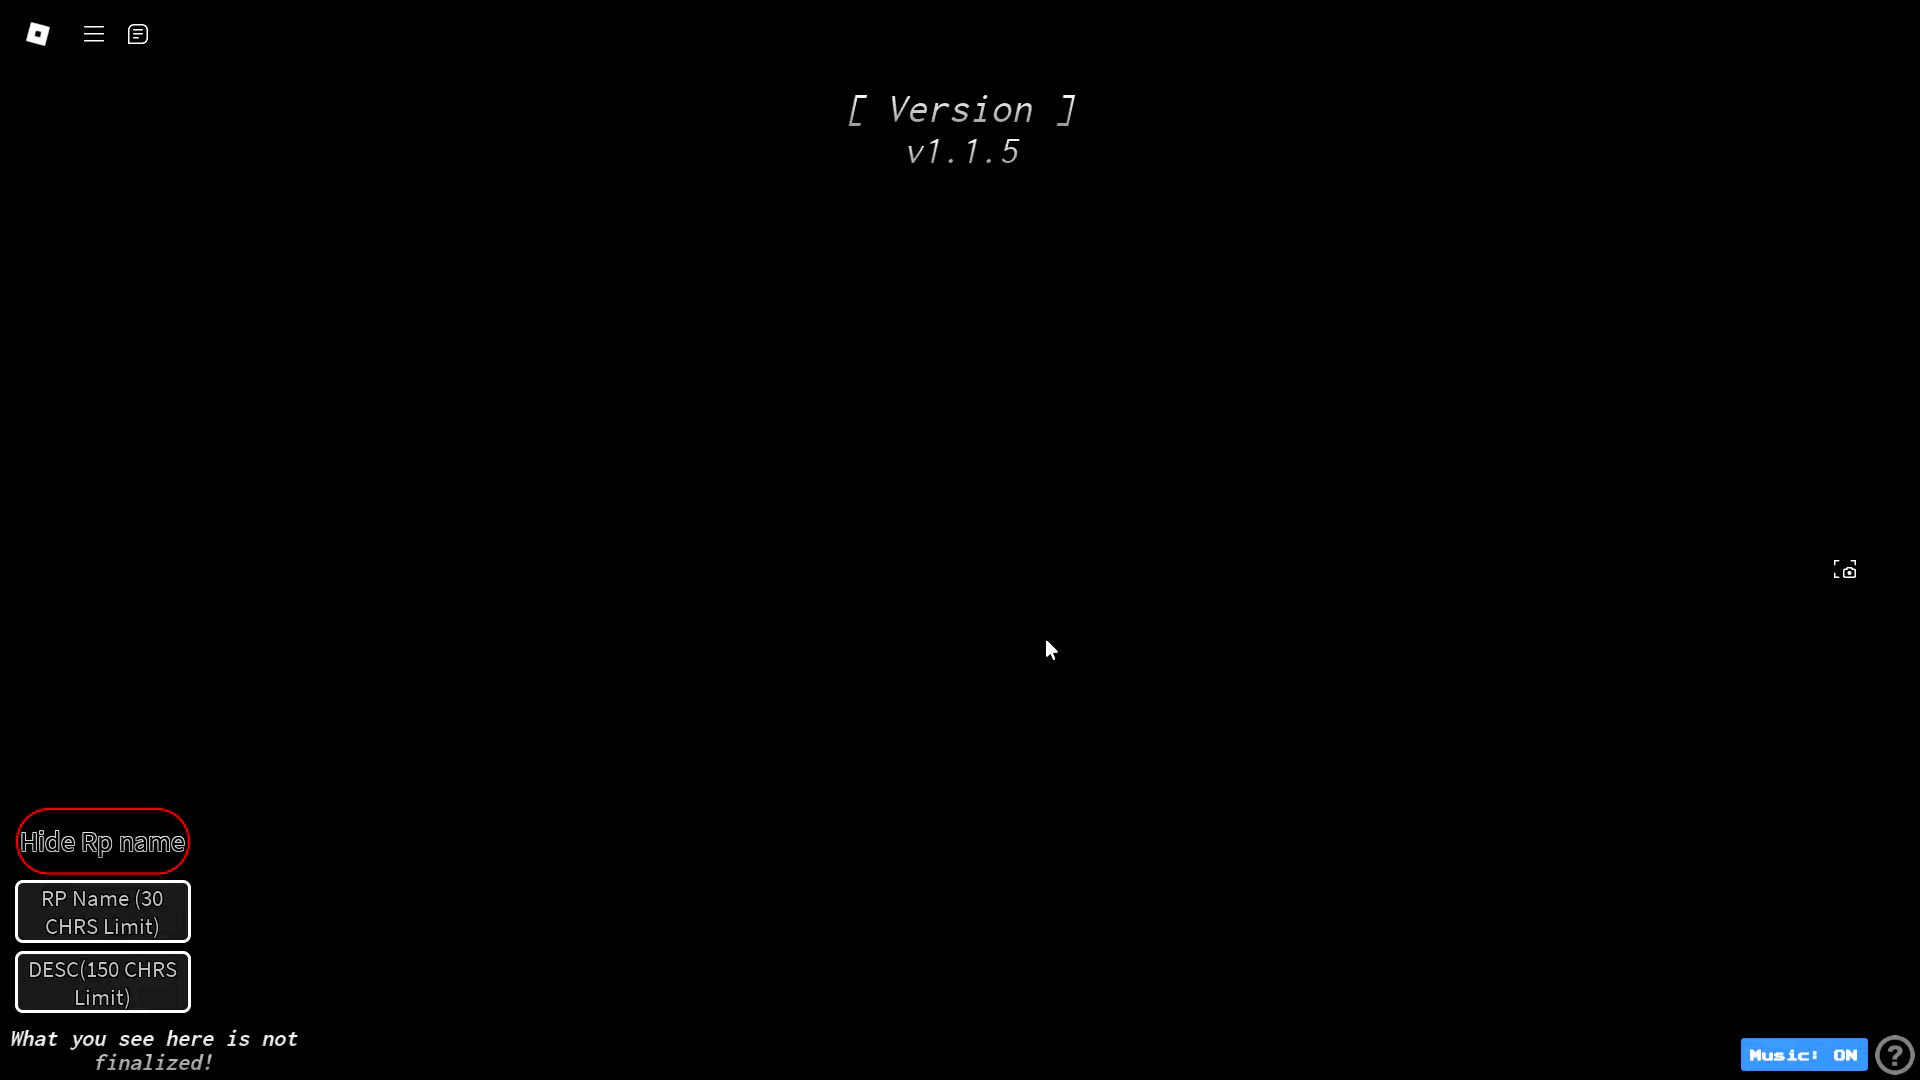 [ Version ]
v1.1.5
Hide Rp name
RP Name (30
CHRS Limit)
DESC(150 CHRS
Limit)
What you see here is not
finalized!
Music: ON
?